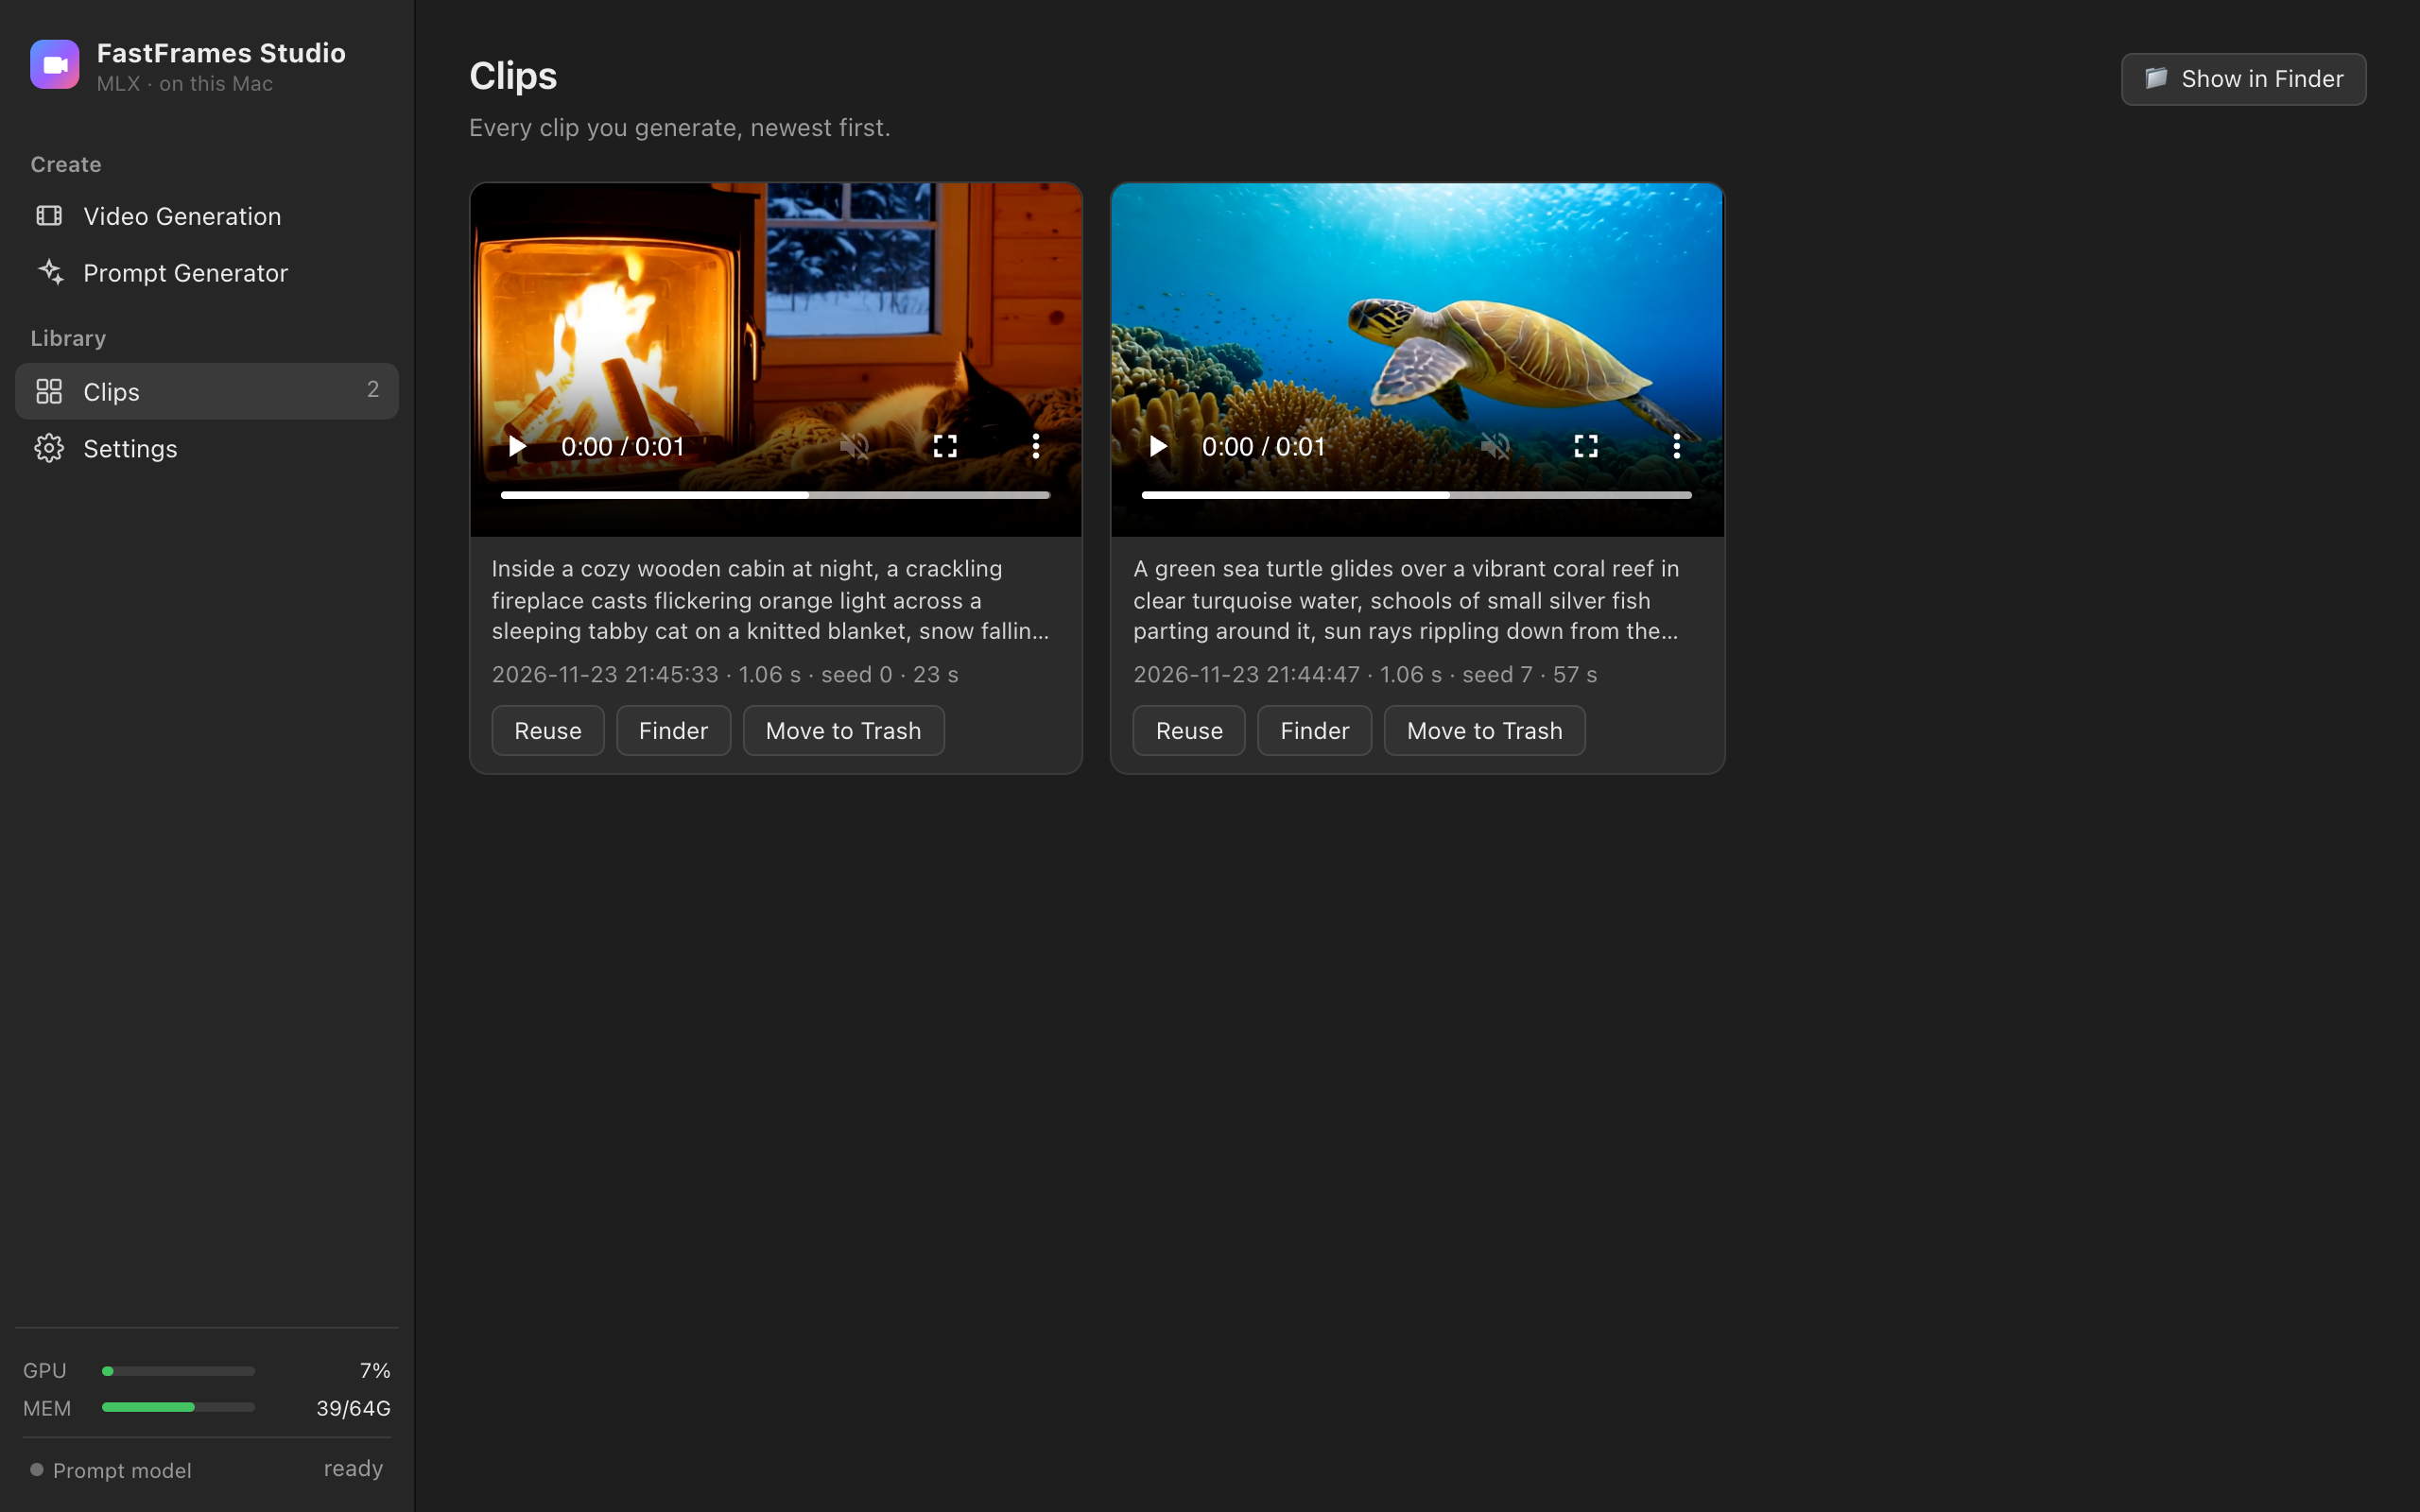 FastFrames Studio
MLX · on this Mac
Create
Video Generation
Prompt Generator
Library
Clips 2
Settings
GPU 7%
MEM 39/64G
Prompt model ready
Clips
Every clip you generate, newest first.
Show in Finder
0:00 / 0:01
Inside a cozy wooden cabin at night, a crackling
fireplace casts flickering orange light across a
sleeping tabby cat on a knitted blanket, snow fallin...
2026-11-23 21:45:33 · 1.06 s · seed 0 · 23 s
Reuse Finder Move to Trash
0:00 / 0:01
A green sea turtle glides over a vibrant coral reef in
clear turquoise water, schools of small silver fish
parting around it, sun rays rippling down from the...
2026-11-23 21:44:47 · 1.06 s · seed 7 · 57 s
Reuse Finder Move to Trash